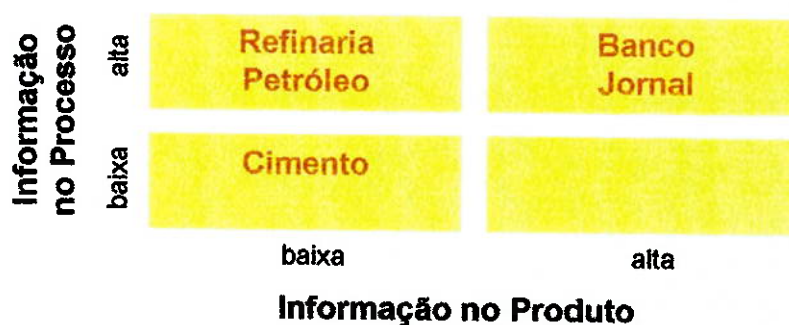 Informação
no Processo
alta
Refinaria
Petróleo
Banco
Jornal
baixa
Cimento
baixa
alta
Informação no Produto